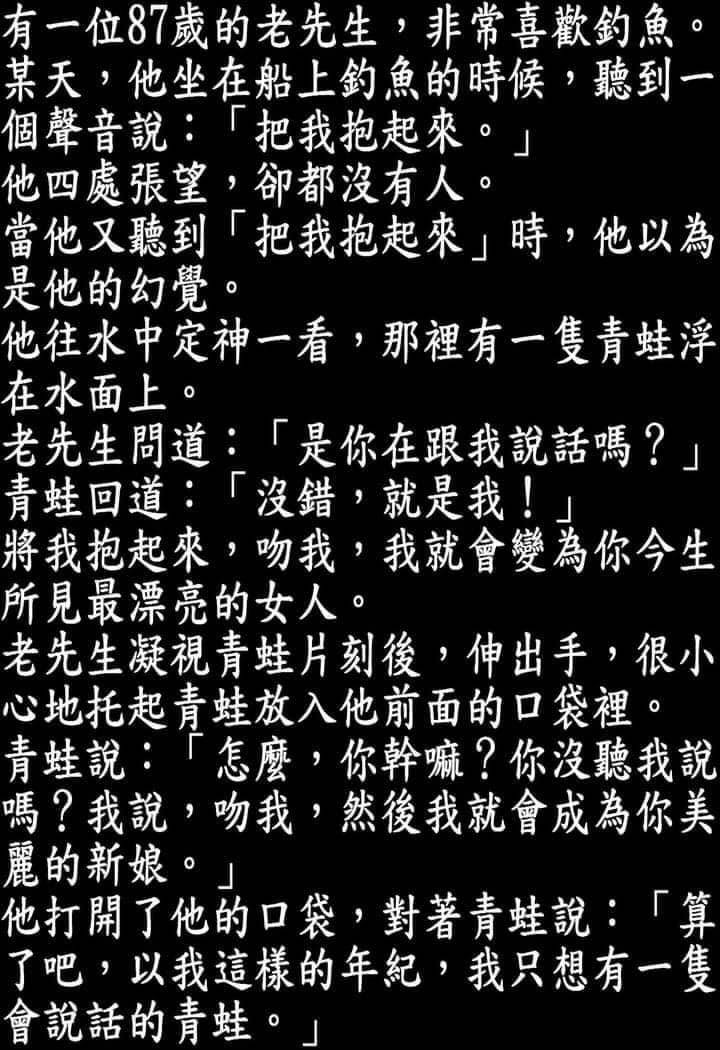 有一位87歲的老先生，非常喜歡釣魚。
某天，他坐在船上釣魚的時候，聽到一
個聲音說：「把我抱起來。」
他四處張望，卻都沒有人。
當他又聽到「把我抱起來」時，他以為
是他的幻覺。
他往水中定神一看，那裡有一隻青蛙浮
在水面上。
老先生問道：「是你在跟我說話嗎？」
青蛙回道：「沒錯，就是我！」
將我抱起來，吻我，我就會變為你今生
所見最漂亮的女人。
老先生凝視青蛙片刻後，伸出手，很小
心地托起青蛙放入他前面的口袋裡。
青蛙說：「怎麼，你幹嘛？你沒聽我說
嗎？我說，吻我，然後我就會成為你美
麗的新娘。」
他打開了他的口袋，對著青蛙說：「算
了吧，以我這樣的年紀，我只想有一隻
會說話的青蛙。」